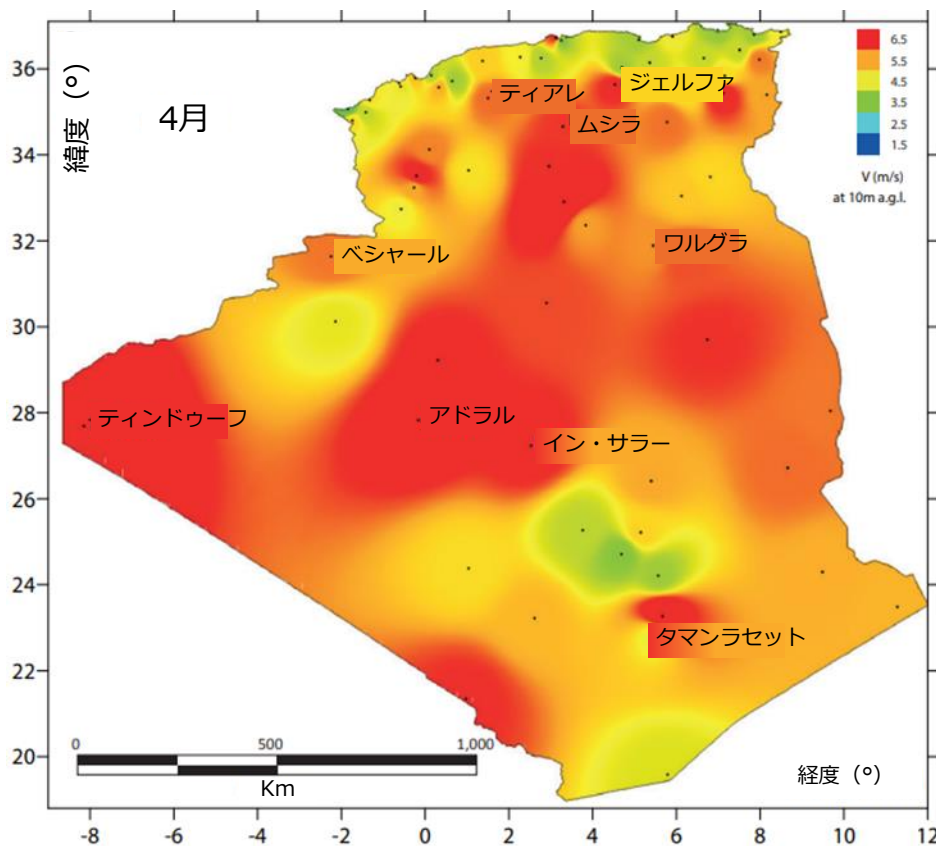 36
34
32
30
28
26
24
22
20
緯度（º）
4月
ティアレ
ジェルファ
ムシラ
ベシャール
ワルグラ
ティンドゥーフ
アドラル
イン・サラー
タマンラセット
6.5
5.5
4.5
3.5
2.5
1.5
V (m/s)
at 10m a.g.l.
0 500 1,000
Km
経度（º）
-8 -6 -4 -2 0 2 4 6 8 10 12